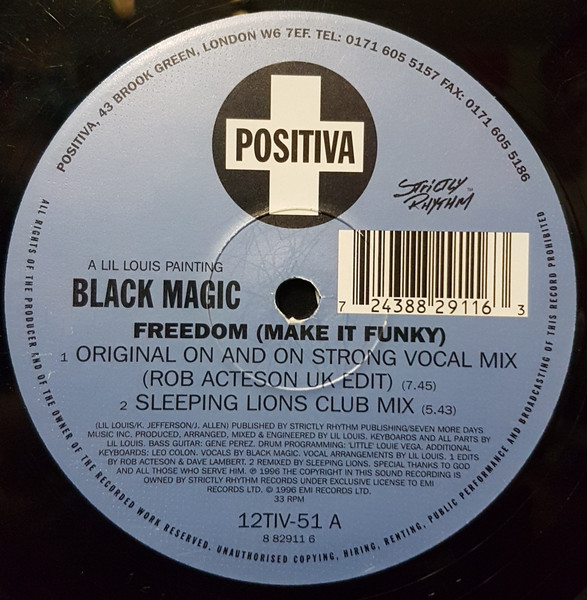 POSITIVA, 43 BROOK GREEN, LONDON W6 7EF. TEL: 0171 605 5157 FAX: 0171 605 5186
POSITIVA
STRICTLY
RHYTHM ™
7 24388 29116 3
A LIL LOUIS PAINTING
BLACK MAGIC
FREEDOM (MAKE IT FUNKY)
1 ORIGINAL ON AND ON STRONG VOCAL MIX
(ROB ACTESON UK EDIT) (7.45)
2 SLEEPING LIONS CLUB MIX (5.43)
(LIL LOUIS/K. JEFFERSON/J. ALLEN) PUBLISHED BY STRICTLY RHYTHM PUBLISHING/SEVEN MORE DAYS
MUSIC INC. PRODUCED, ARRANGED, MIXED & ENGINEERED BY LIL LOUIS. KEYBOARDS AND ALL PARTS BY
LIL LOUIS. BASS GUITAR: GENE PEREZ. DRUM PROGRAMMING: 'LITTLE' LOUIE VEGA. ADDITIONAL
KEYBOARDS: LEO COLON. VOCALS BY BLACK MAGIC. VOCAL ARRANGEMENTS BY LIL LOUIS. 1 EDITS
BY ROB ACTESON & DAVE LAMBERT. 2 REMIXED BY SLEEPING LIONS. SPECIAL THANKS TO GOD
AND ALL THOSE WHO SERVE HIM. ℗ 1996 THE COPYRIGHT IN THIS SOUND RECORDING IS
OWNED BY STRICTLY RHYTHM RECORDS UNDER EXCLUSIVE LICENSE TO EMI
RECORDS LTD. © 1996 EMI RECORDS LTD.
33 RPM
12TIV-51 A
8 82911 6
ALL RIGHTS OF THE PRODUCER AND OF THE OWNER OF THE RECORDED WORK RESERVED. UNAUTHORISED COPYING, HIRING, RENTING, PUBLIC PERFORMANCE AND BROADCASTING OF THIS RECORD PROHIBITED